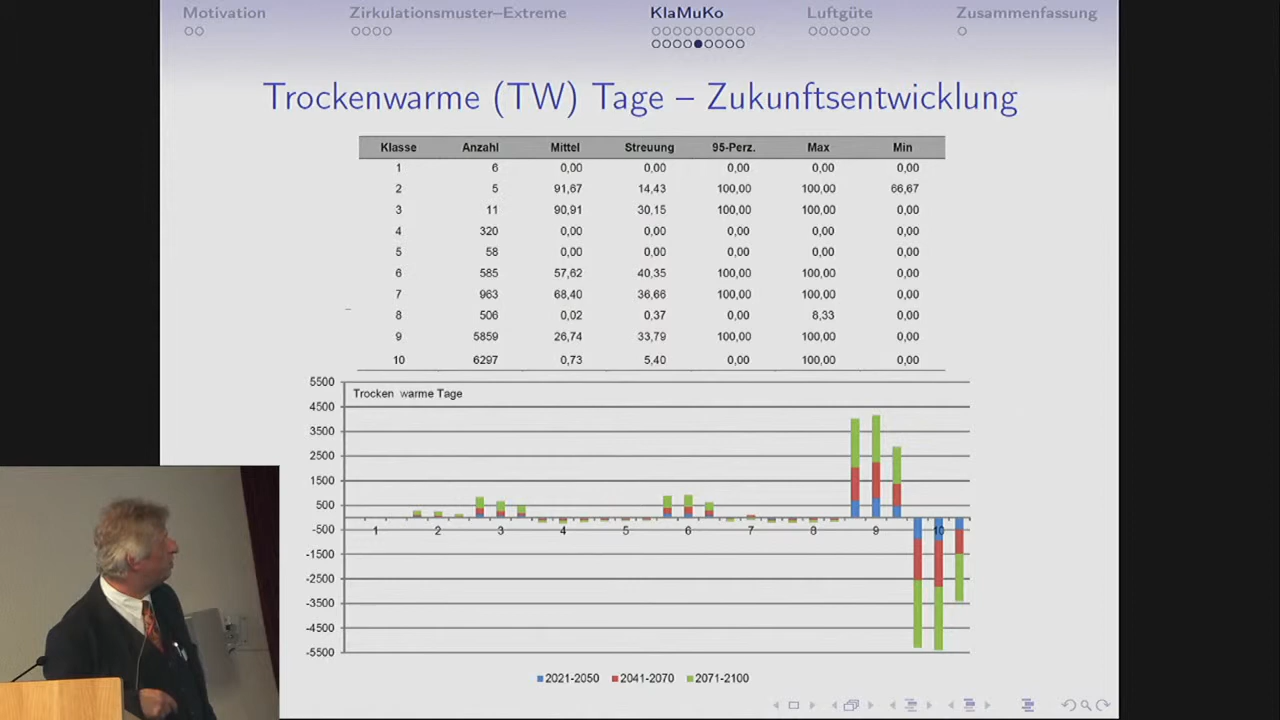 Motivation Zirkulationsmuster–Extreme KlaMuKo Luftgüte Zusammenfassung
Trockenwarme (TW) Tage – Zukunftsentwicklung
Klasse Anzahl Mittel Streuung 95-Perz. Max Min
1 6 0,00 0,00 0,00 0,00 0,00
2 5 91,67 14,43 100,00 100,00 66,67
3 11 90,91 30,15 100,00 100,00 0,00
4 320 0,00 0,00 0,00 0,00 0,00
5 58 0,00 0,00 0,00 0,00 0,00
6 585 57,62 40,35 100,00 100,00 0,00
7 963 68,40 36,66 100,00 100,00 0,00
8 506 0,02 0,37 0,00 8,33 0,00
9 5859 26,74 33,79 100,00 100,00 0,00
10 6297 0,73 5,40 0,00 100,00 0,00
5500
Trocken warme Tage
4500
3500
2500
1500
500
-500
1 2 3 4 5 6 7 8 9 10
-1500
-2500
-3500
-4500
-5500
2021-2050 2041-2070 2071-2100